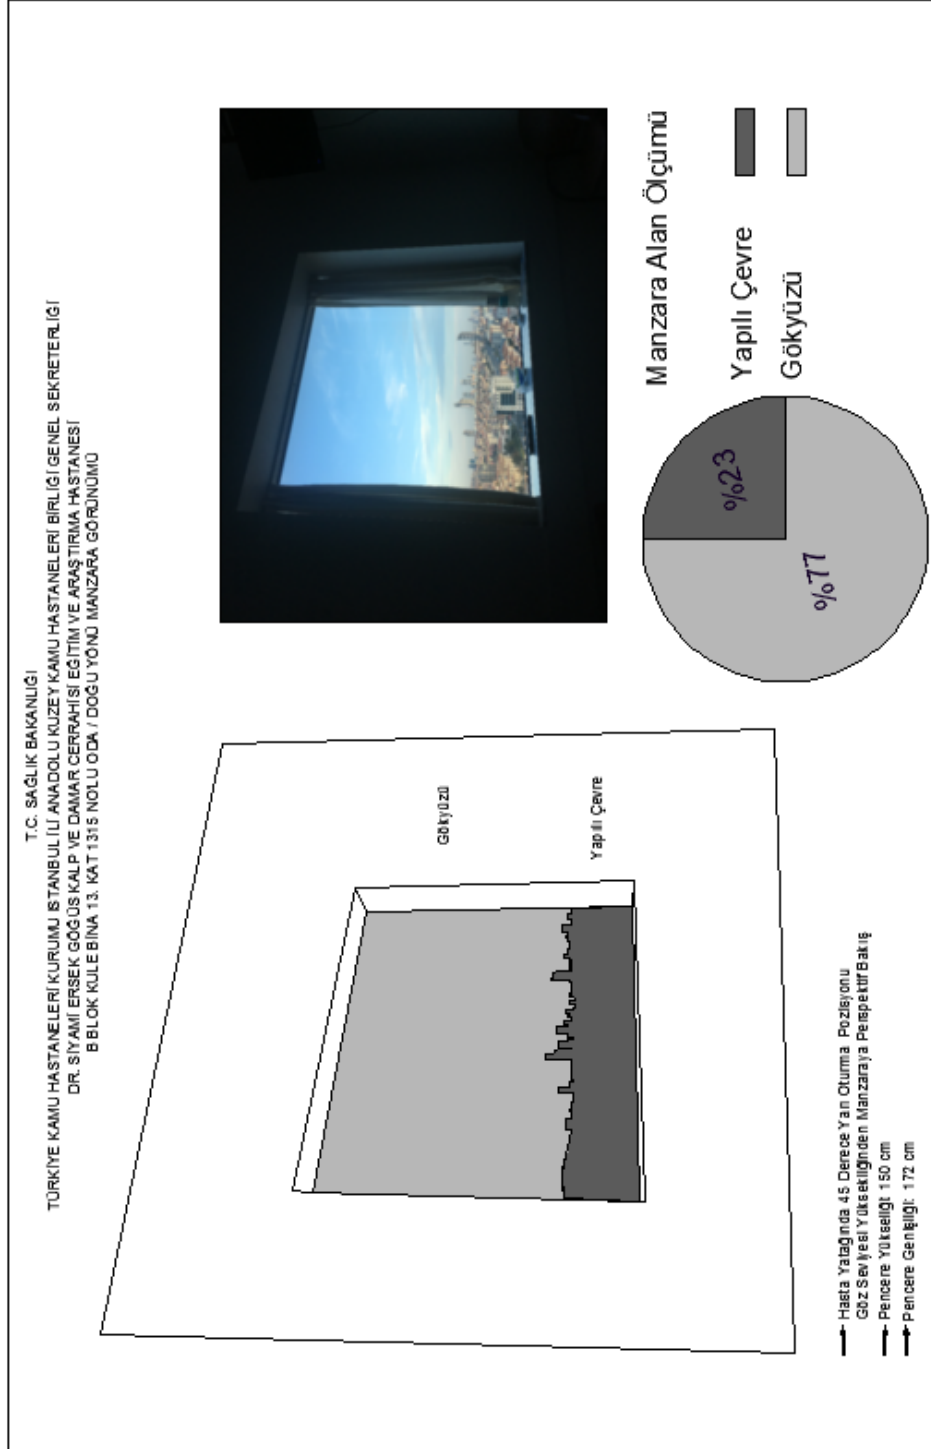 T.C. SAĞLIK BAKANLIĞI
TÜRKİYE KAMU HASTANELERİ KURUMU İSTANBUL İLİ ANADOLU KUZEY KAMU HASTANELERİ BİRLİĞİ GENEL SEKRETERLİĞİ
DR. SİYAMİ ERSEK GÖĞÜS KALP VE DAMAR CERRAHİSİ EĞİTİM VE ARAŞTIRMA HASTANESİ
B BLOK KULE BİNA 13. KAT 1315 NOLU ODA / DOĞU YÖNÜ MANZARA GÖRÜNÜMÜ
Gökyüzü
Yapılı Çevre
Hasta Yatağında 45 Derece Yan Oturma Pozisyonu
Göz Seviyesi Yüksekliğinden Manzaraya Perspektif Bakış
Pencere Yüksekliği: 150 cm
Pencere Genişliği: 172 cm
Manzara Alan Ölçümü
Yapılı Çevre
Gökyüzü
%23
%77